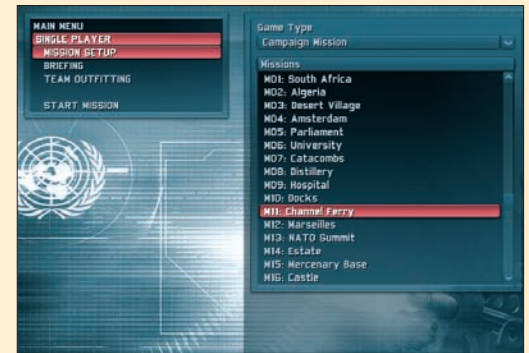 MAIN MENU
SINGLE PLAYER
MISSION SETUP
BRIEFING
TEAM OUTFITTING
START MISSION
Game Type
Campaign Mission
Missions
M01: South Africa
M02: Algeria
M03: Desert Village
M04: Amsterdam
M05: Parliament
M06: University
M07: Catacombs
M08: Distillery
M09: Hospital
M10: Docks
M11: Channel Ferry
M12: Marseilles
M13: NATO Summit
M14: Estate
M15: Mercenary Base
M16: Castle